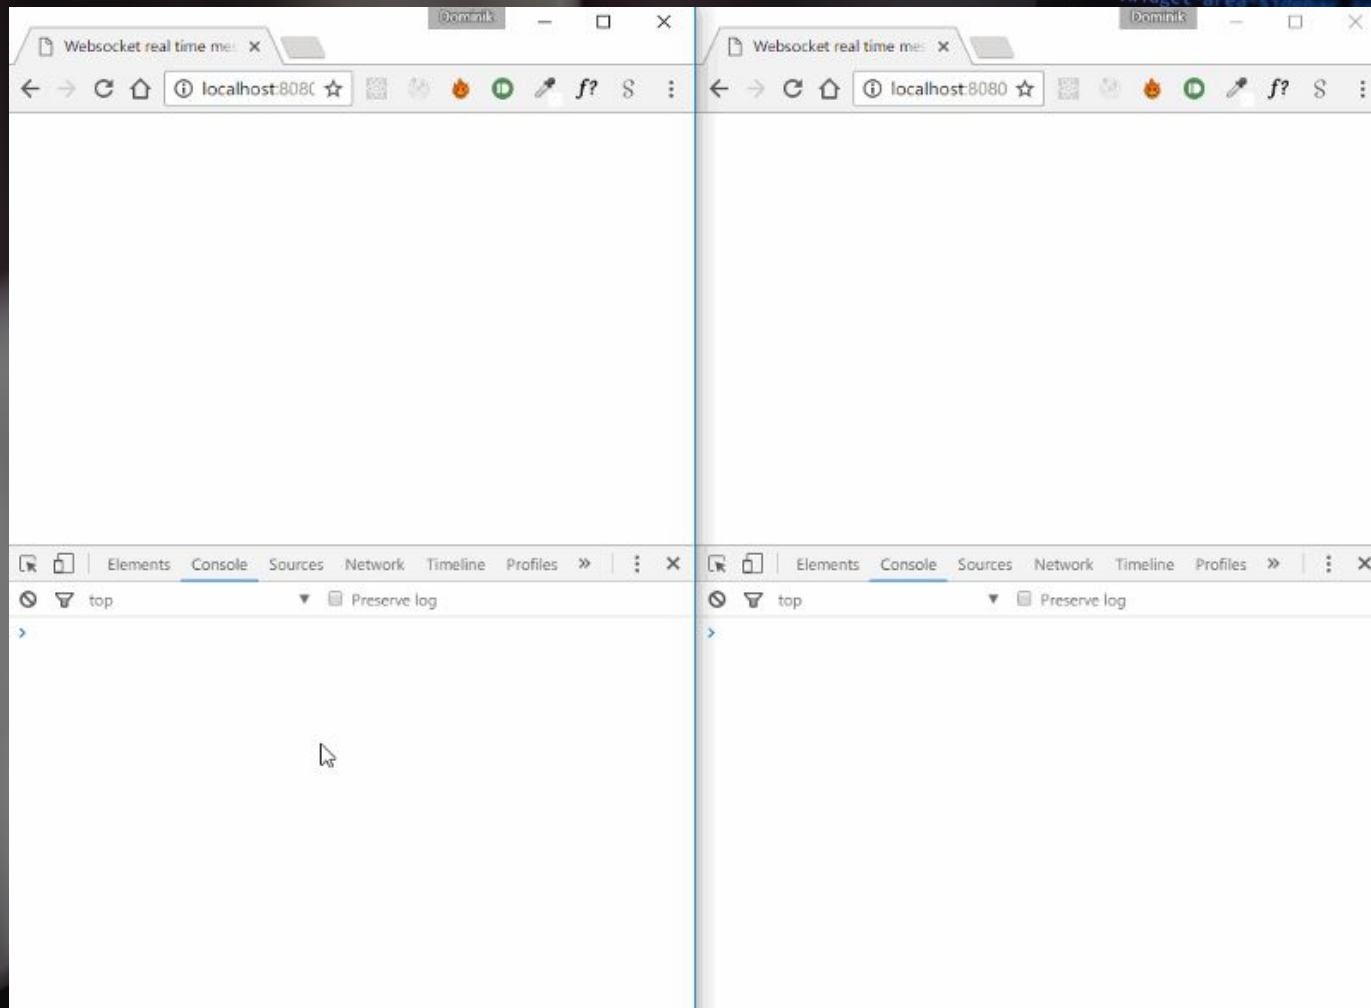 Dominik
Websocket real time me
localhost:808
f?
S
Elements Console Sources Network Timeline Profiles »
top Preserve log
Dominik
Websocket real time me
localhost:8080
f?
S
Elements Console Sources Network Timeline Profiles »
top Preserve log